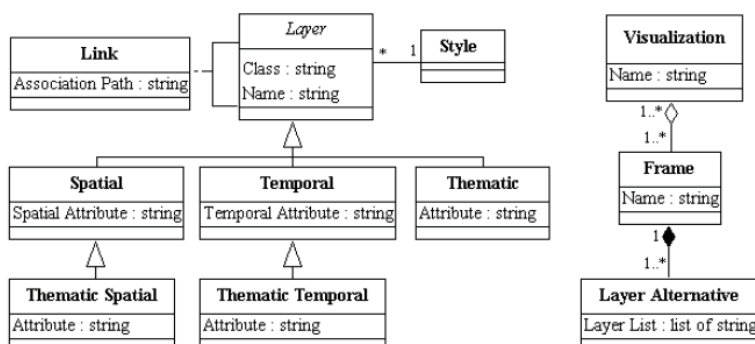 Link
Association Path : string
Layer
Class : string
Name : string
* 1
Style
Visualization
Name : string
1..*
1..*
Frame
Name : string
1
1..*
Layer Alternative
Layer List : list of string
Spatial
Spatial Attribute : string
Temporal
Temporal Attribute : string
Thematic
Attribute : string
Thematic Spatial
Attribute : string
Thematic Temporal
Attribute : string